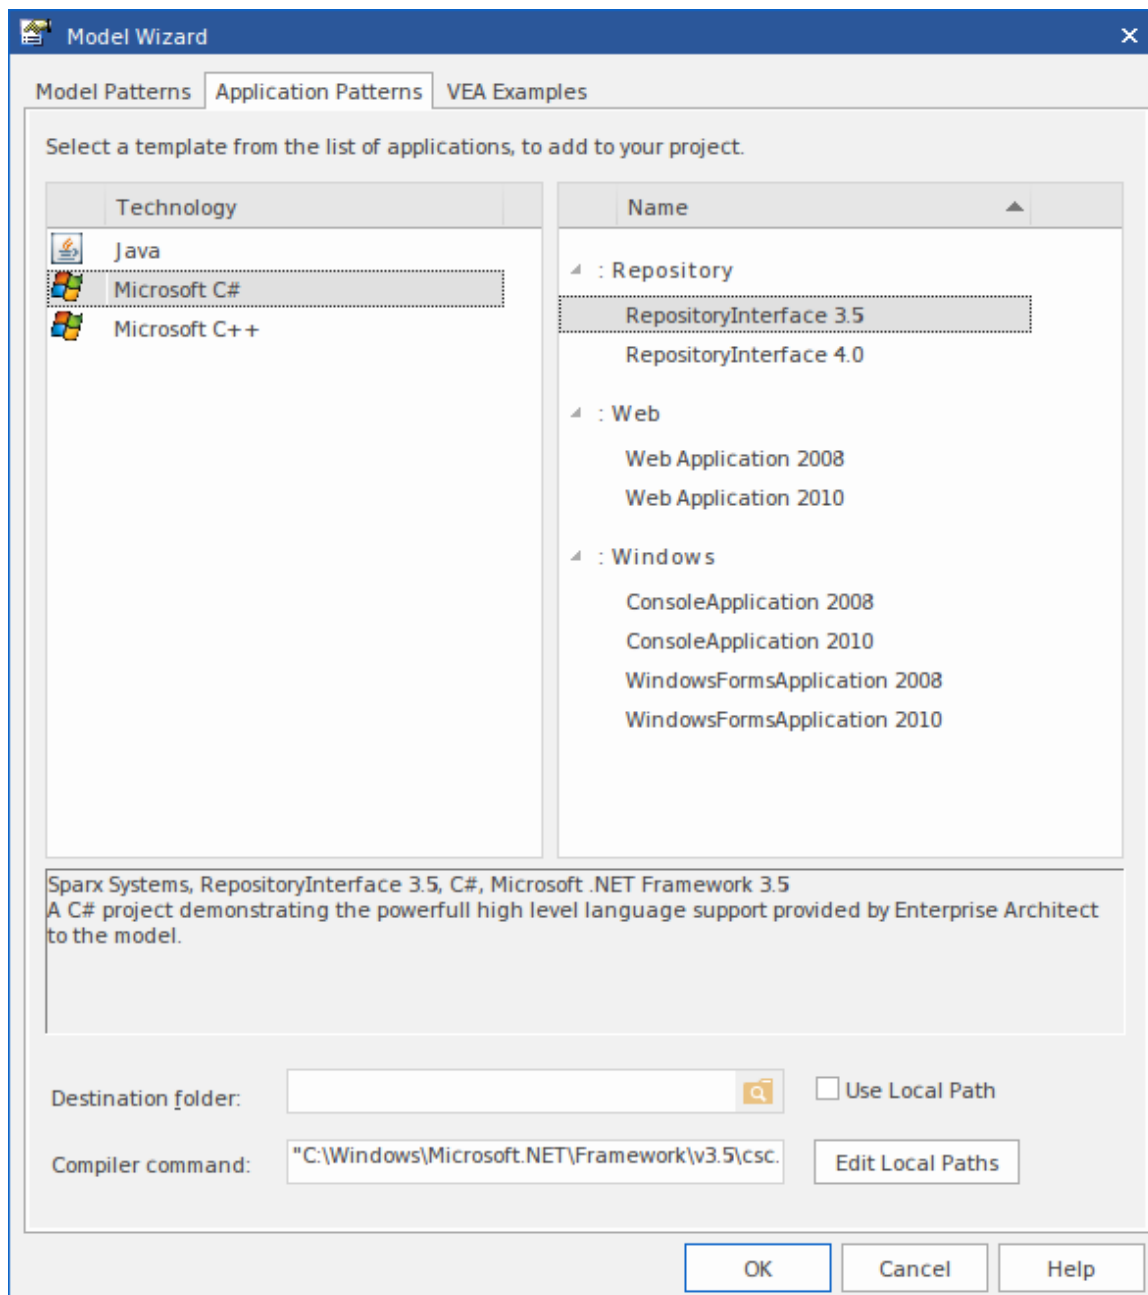 Model Wizard
Model Patterns Application Patterns VEA Examples
Select a template from the list of applications, to add to your project.
Technology
Java
Microsoft C#
Microsoft C++
Name
: Repository
RepositoryInterface 3.5
RepositoryInterface 4.0
: Web
Web Application 2008
Web Application 2010
: Windows
ConsoleApplication 2008
ConsoleApplication 2010
WindowsFormsApplication 2008
WindowsFormsApplication 2010
Sparx Systems, RepositoryInterface 3.5, C#, Microsoft .NET Framework 3.5
A C# project demonstrating the powerfull high level language support provided by Enterprise Architect
to the model.
Destination folder:
Use Local Path
Compiler command: "C:\Windows\Microsoft.NET\Framework\v3.5\csc.
Edit Local Paths
OK Cancel Help